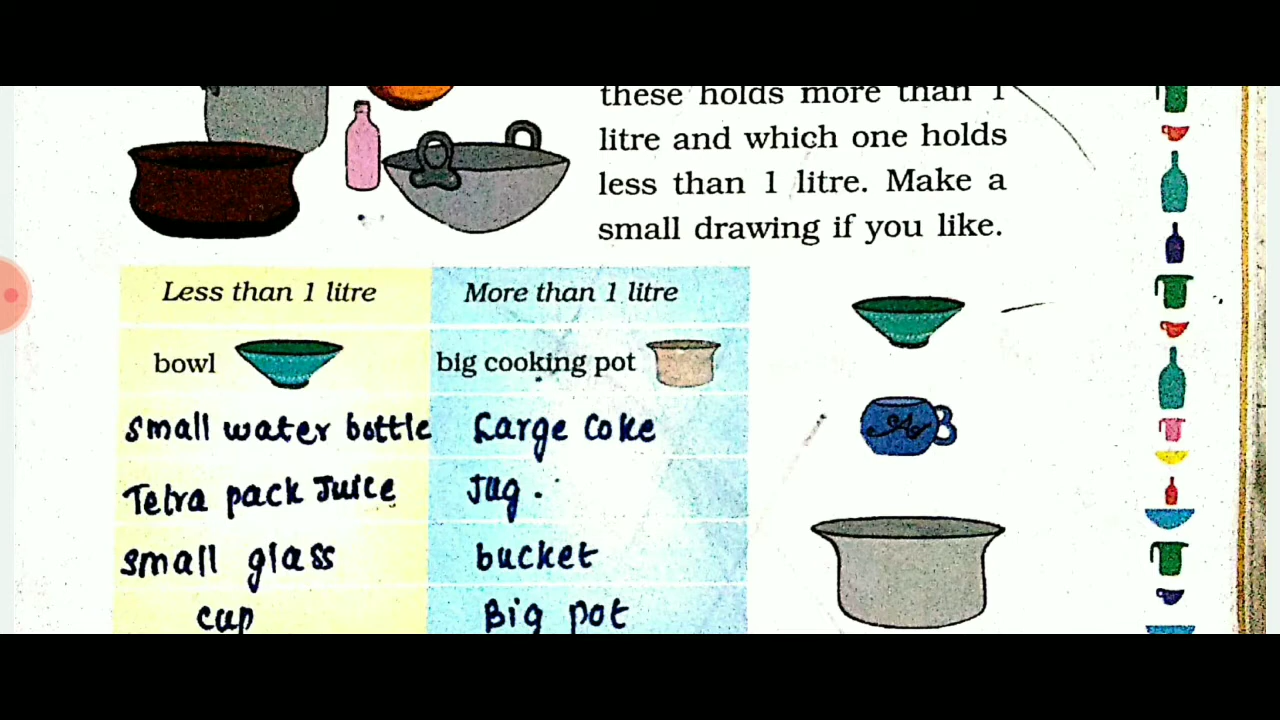 these holds more than 1
litre and which one holds
less than 1 litre. Make a
small drawing if you like.
Less than 1 litre More than 1 litre
bowl big cooking pot
small water bottle Large coke
Tetra pack Juice Jug.
small glass bucket
cup Big pot